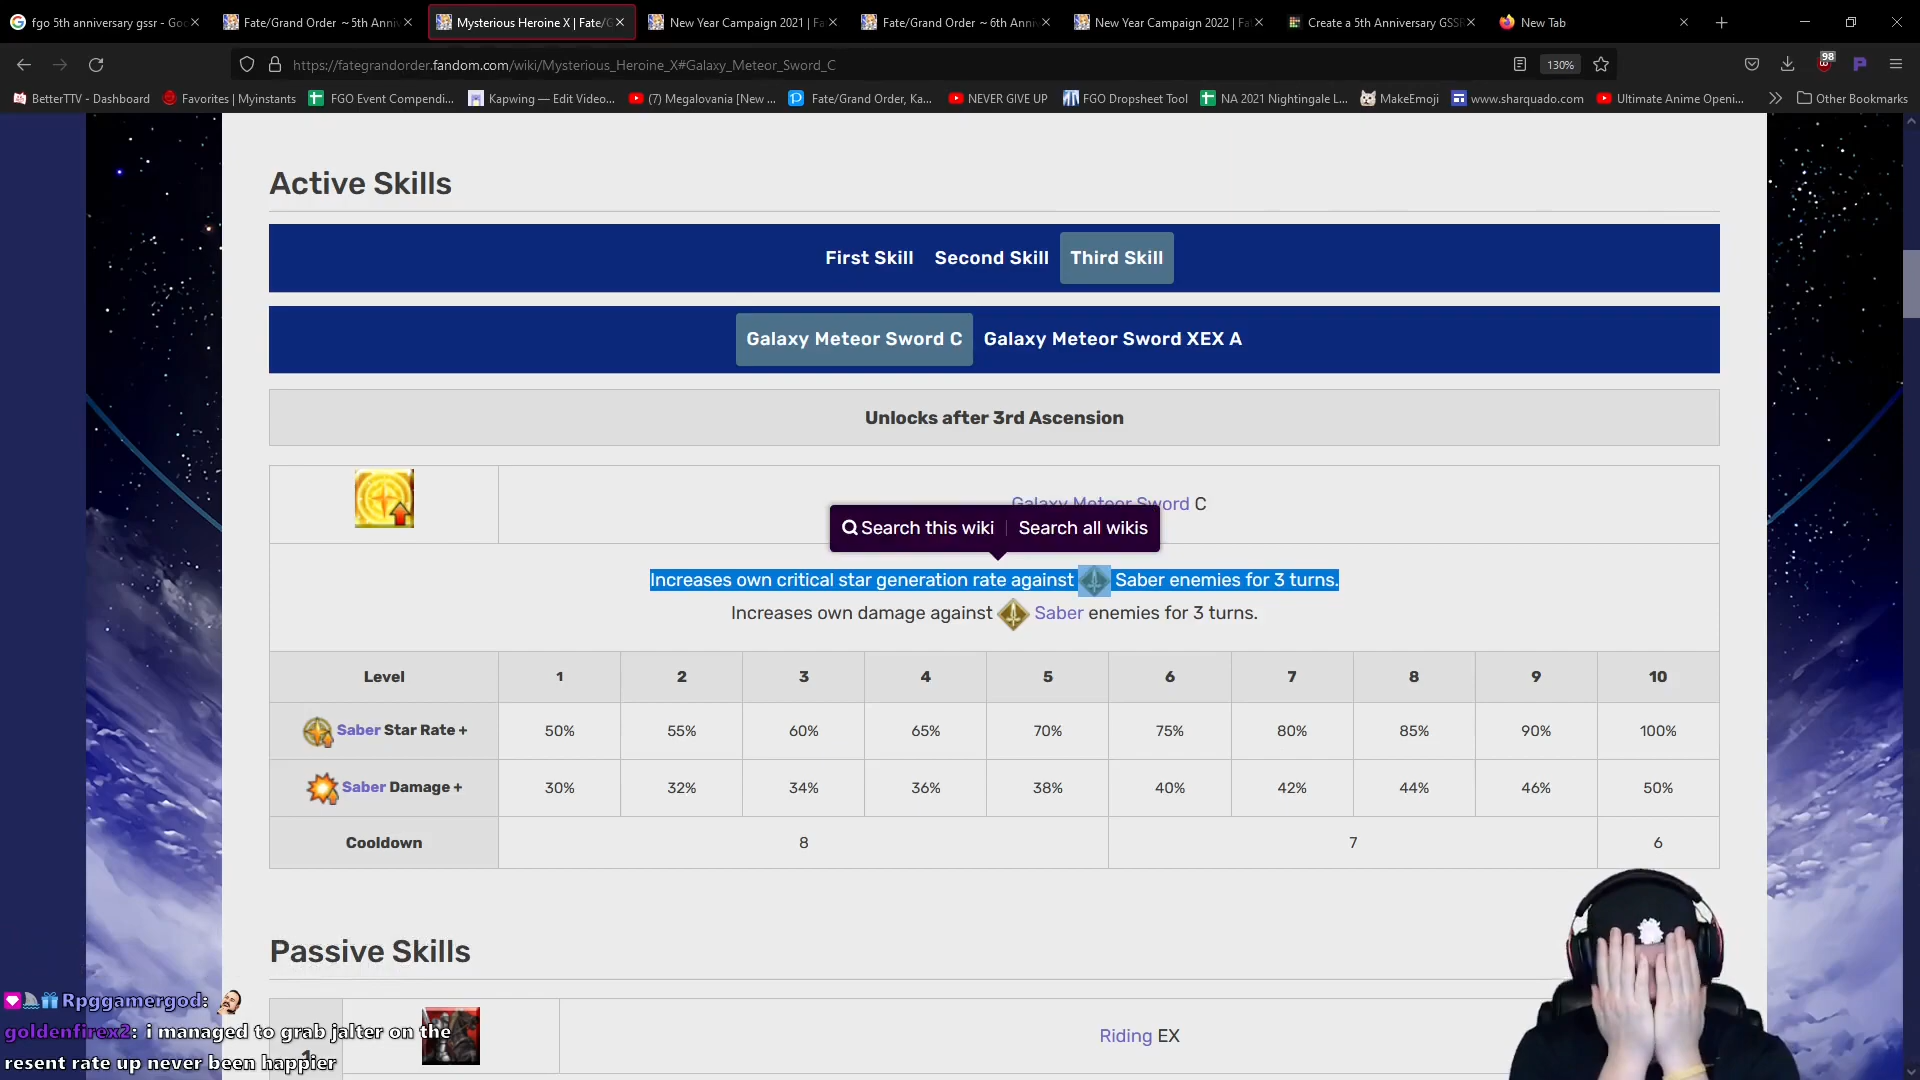 fgo 5th anniversary gssr - Goo
Fate/Grand Order ~5th Anniv
Mysterious Heroine X | Fate/G
New Year Campaign 2021 | Fa
Fate/Grand Order ~6th Anniv
New Year Campaign 2022 | Fa
Create a 5th Anniversary GSSR
New Tab
https://fategrandorder.fandom.com/wiki/Mysterious_Heroine_X#Galaxy_Meteor_Sword_C
130%
98
BetterTTV - Dashboard
Favorites | Myinstants
FGO Event Compendi...
Kapwing — Edit Video...
(7) Megalovania [New ...
Fate/Grand Order, Ka...
NEVER GIVE UP
FGO Dropsheet Tool
NA 2021 Nightingale L...
MakeEmoji
www.sharquado.com
Ultimate Anime Openi...
Other Bookmarks
Active Skills
First Skill Second Skill Third Skill
Galaxy Meteor Sword C Galaxy Meteor Sword XEX A
Unlocks after 3rd Ascension
Galaxy Meteor Sword C
Search this wiki Search all wikis
Increases own critical star generation rate against Saber enemies for 3 turns.
Increases own damage against Saber enemies for 3 turns.
Level 1 2 3 4 5 6 7 8 9 10
Saber Star Rate + 50% 55% 60% 65% 70% 75% 80% 85% 90% 100%
Saber Damage + 30% 32% 34% 36% 38% 40% 42% 44% 46% 50%
Cooldown 8 7 6
Passive Skills
1 Riding EX
Rpggamergod:
goldenfirex2: i managed to grab jalter on the
resent rate up never been happier